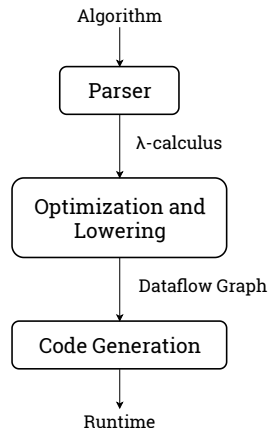 Algorithm
Parser
λ-calculus
Optimization and
Lowering
Dataflow Graph
Code Generation
Runtime